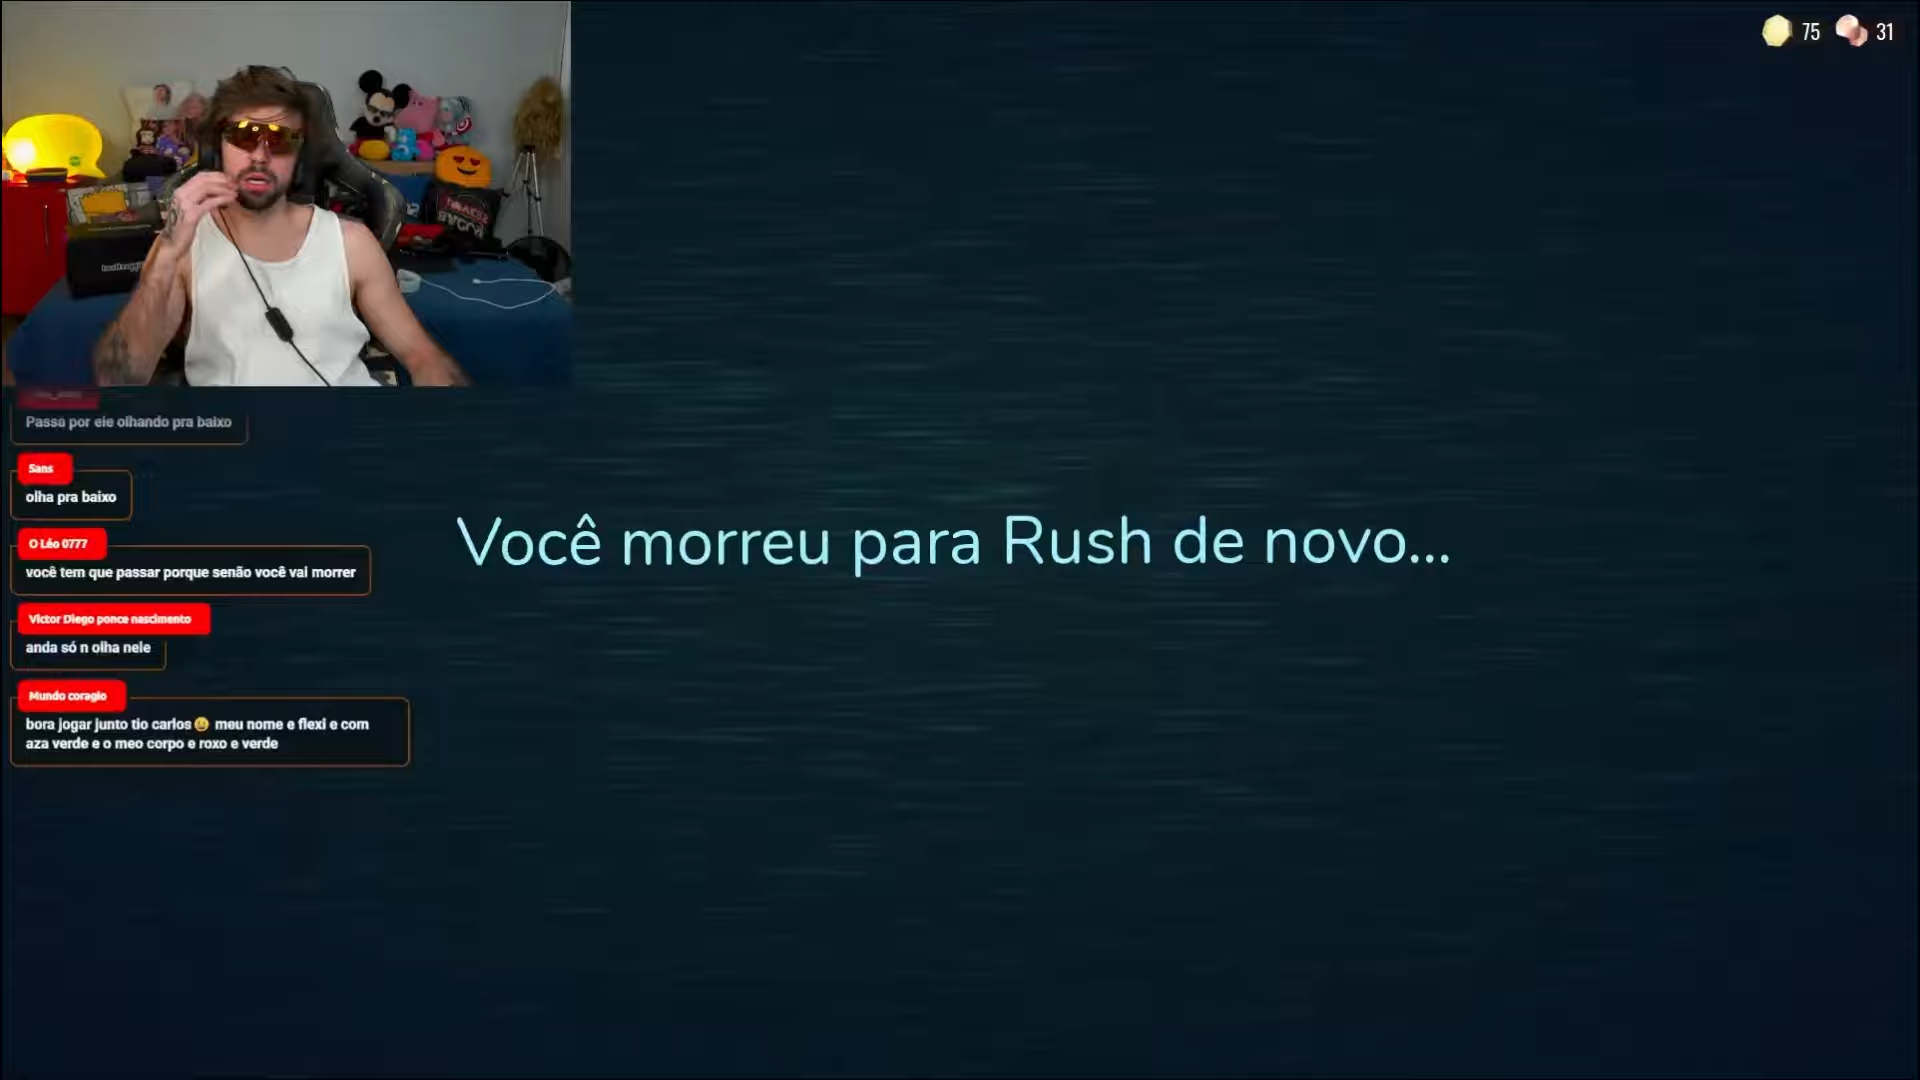 75 31
Passa por ele olhando pra baixo
Sans
olha pra baixo
O Léo 0777
você tem que passar porque senão você vai morrer
Victor Diego ponce nascimento
anda só n olha nele
Mundo coragio
bora jogar junto tio carlos😀 meu nome e flexi e com
aza verde e o meo corpo e roxo e verde
Você morreu para Rush de novo...